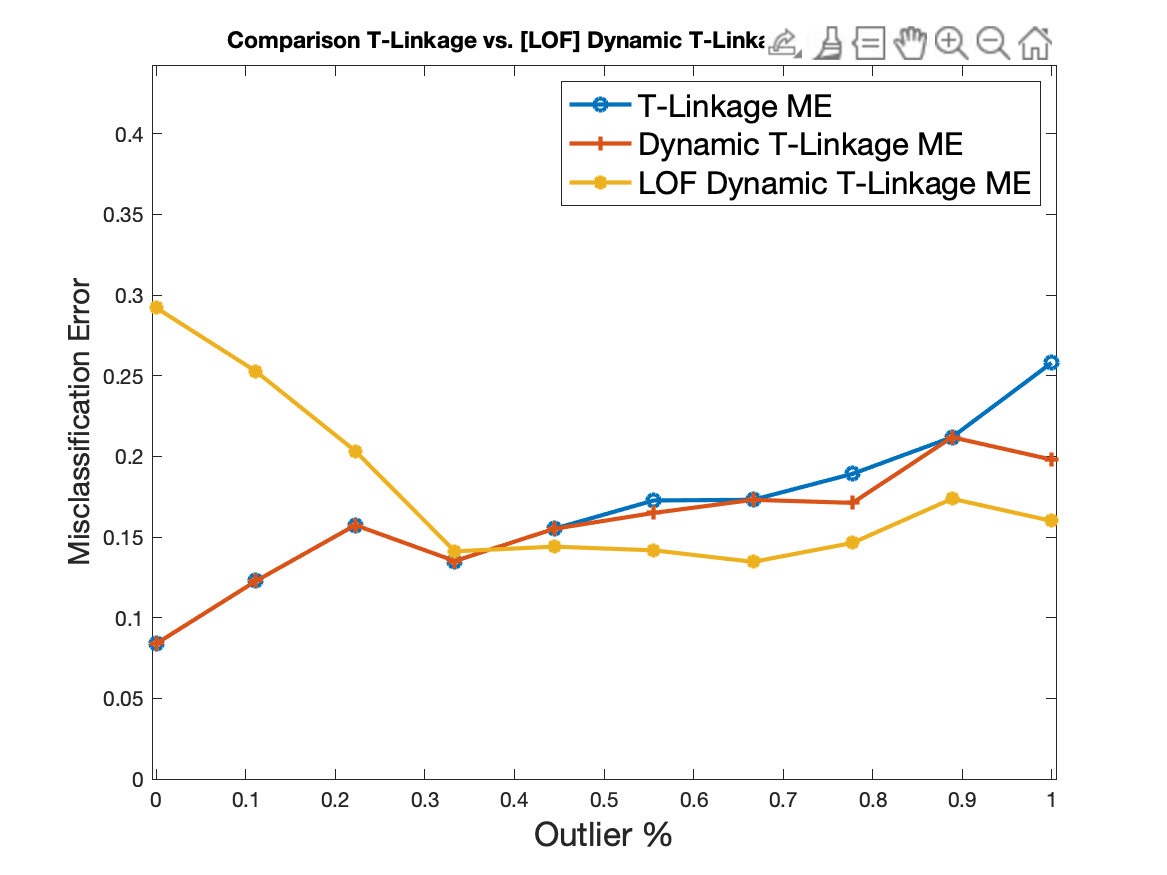 Comparison T-Linkage vs. [LOF] Dynamic
T-Linkage ME
Dynamic T-Linkage ME
LOF Dynamic T-Linkage ME
0.4
0.35
0.3
0.25
0.2
0.15
0.1
0.05
0
Misclassification Error
0 0.1 0.2 0.3 0.4 0.5 0.6 0.7 0.8 0.9 1
Outlier %